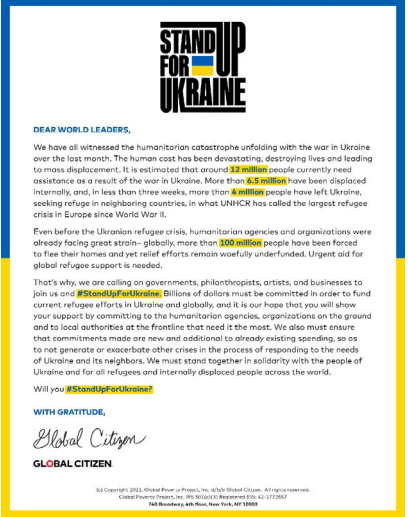 STAND UP
FOR
UKRAINE
DEAR WORLD LEADERS,
We have all witnessed the humanitarian catastrophe unfolding with the war in Ukraine
over the last month. The human cost has been devastating, destroying lives and leading
to mass displacement. It is estimated that around 12 million people currently need
assistance as a result of the war in Ukraine. More than 6.5 million have been displaced
internally, and, in less than three weeks, more than 4 million people have left Ukraine,
seeking refuge in neighboring countries, in what UNHCR has called the largest refugee
crisis in Europe since World War II.
Even before the Ukranian refugee crisis, humanitarian agencies and organizations were
already facing great strain– globally, more than 100 million people have been forced
to flee their homes and yet relief efforts remain woefully underfunded. Urgent aid for
global refugee support is needed.
That's why, we are calling on governments, philanthropists, artists, and businesses to
join us and #StandUpForUkraine. Billions of dollars must be committed in order to fund
current refugee efforts in Ukraine and globally, and it is our hope that you will show
your support by committing to the humanitarian agencies, organizations on the ground
and to local authorities at the frontline that need it the most. We also must ensure
that commitments made are new and additional to already existing spending, so as
to not generate or exacerbate other crises in the process of responding to the needs
of Ukraine and its neighbors. We must stand together in solidarity with the people of
Ukraine and for all refugees and internally displaced people across the world.
Will you #StandUpForUkraine?
WITH GRATITUDE,
Global Citizen
GLOBAL CITIZEN
(c) Copyright 2022. Global Poverty Project, Inc. d/b/a Global Citizen. All rights reserved.
Global Poverty Project, Inc. IRS 501(c)(3) Registered EIN: 42-1772557
740 Broadway, 6th floor, New York, NY 10003